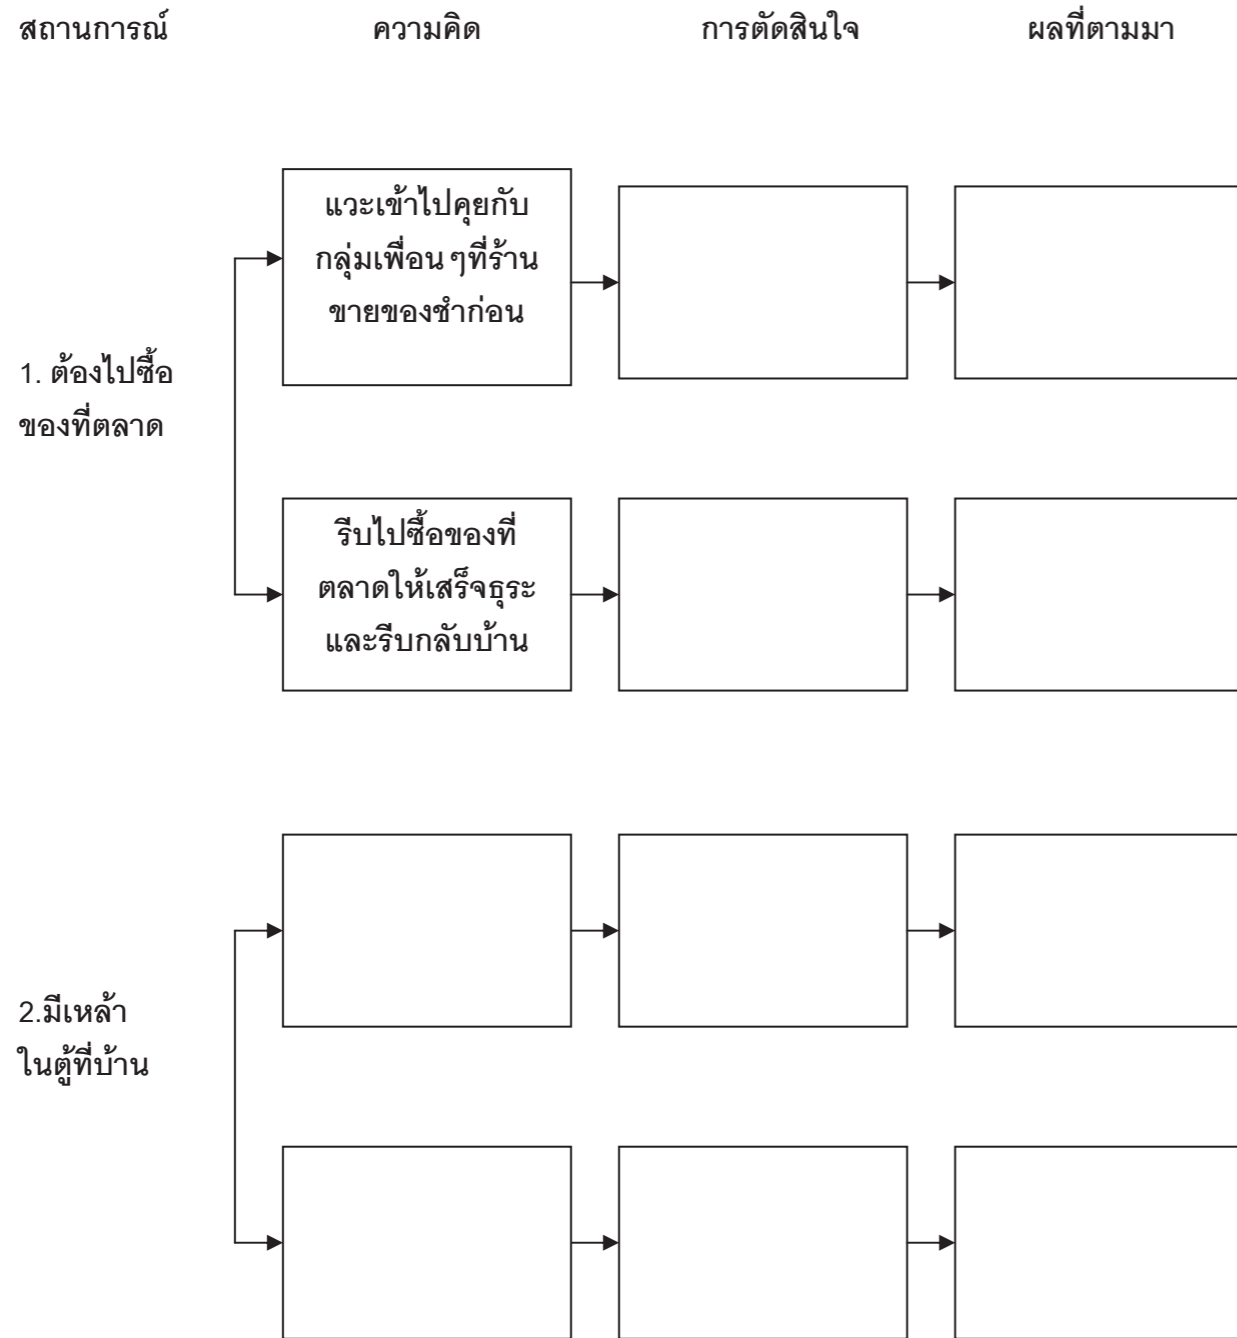 สถานการณ์ ความคิด การตัดสินใจ ผลที่ตามมา
แวะเข้าไปคุยกับ
กลุ่มเพื่อน ๆที่ร้าน
ขายของชำก่อน
1. ต้องไปซื้อ
ของที่ตลาด
รีบไปซื้อของที่
ตลาดให้เสร็จธุระ
และรีบกลับบ้าน
2.มีเหล้า
ในตู้ที่บ้าน